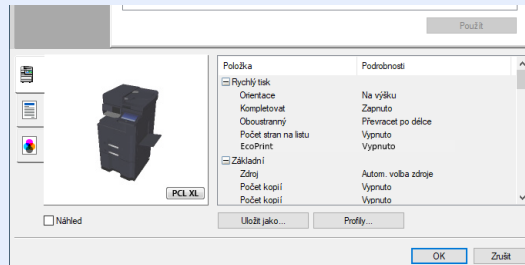 Použít
Položka Podrobnosti
Rychlý tisk
Orientace Na výšku
Kompletovat Zapnuto
Oboustranný Převracet po délce
Počet stran na listu Vypnuto
EcoPrint Vypnuto
Základní
Zdroj Autom. volba zdroje
Počet kopií Vypnuto
Počet kopií Vypnuto
PCL XL
Náhled Uložit jako... Profily...
OK Zrušit